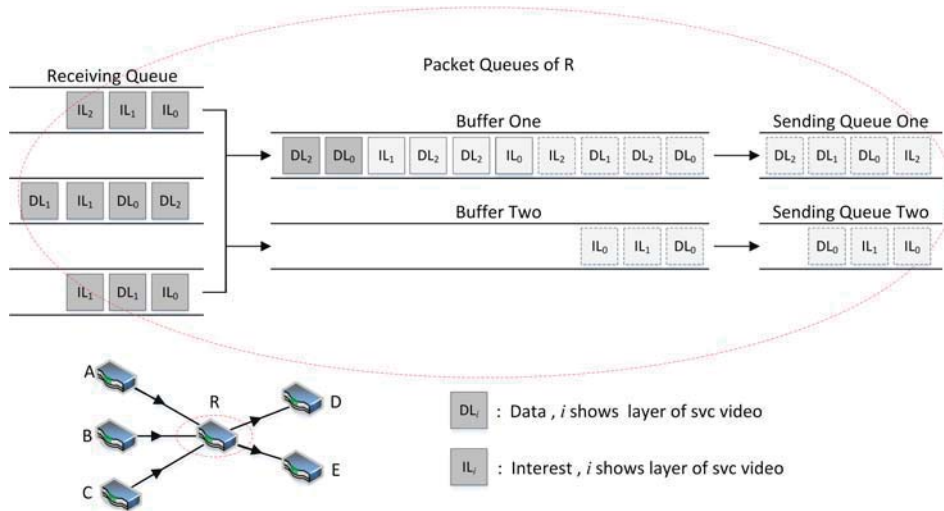 Packet Queues of R
Receiving Queue
IL₂ IL₁ IL₀
DL₁ IL₁ DL₀ DL₂
IL₁ DL₁ IL₀
Buffer One
DL₂ DL₀ IL₁ DL₂ DL₂ IL₀ IL₂ DL₁ DL₂ DL₀
Sending Queue One
DL₂ DL₁ DL₀ IL₂
Buffer Two
IL₀ IL₁ DL₀
Sending Queue Two
DL₀ IL₁ IL₀
A
B
C
R
D
E
DLᵢ : Data , i shows layer of svc video
ILᵢ : Interest , i shows layer of svc video